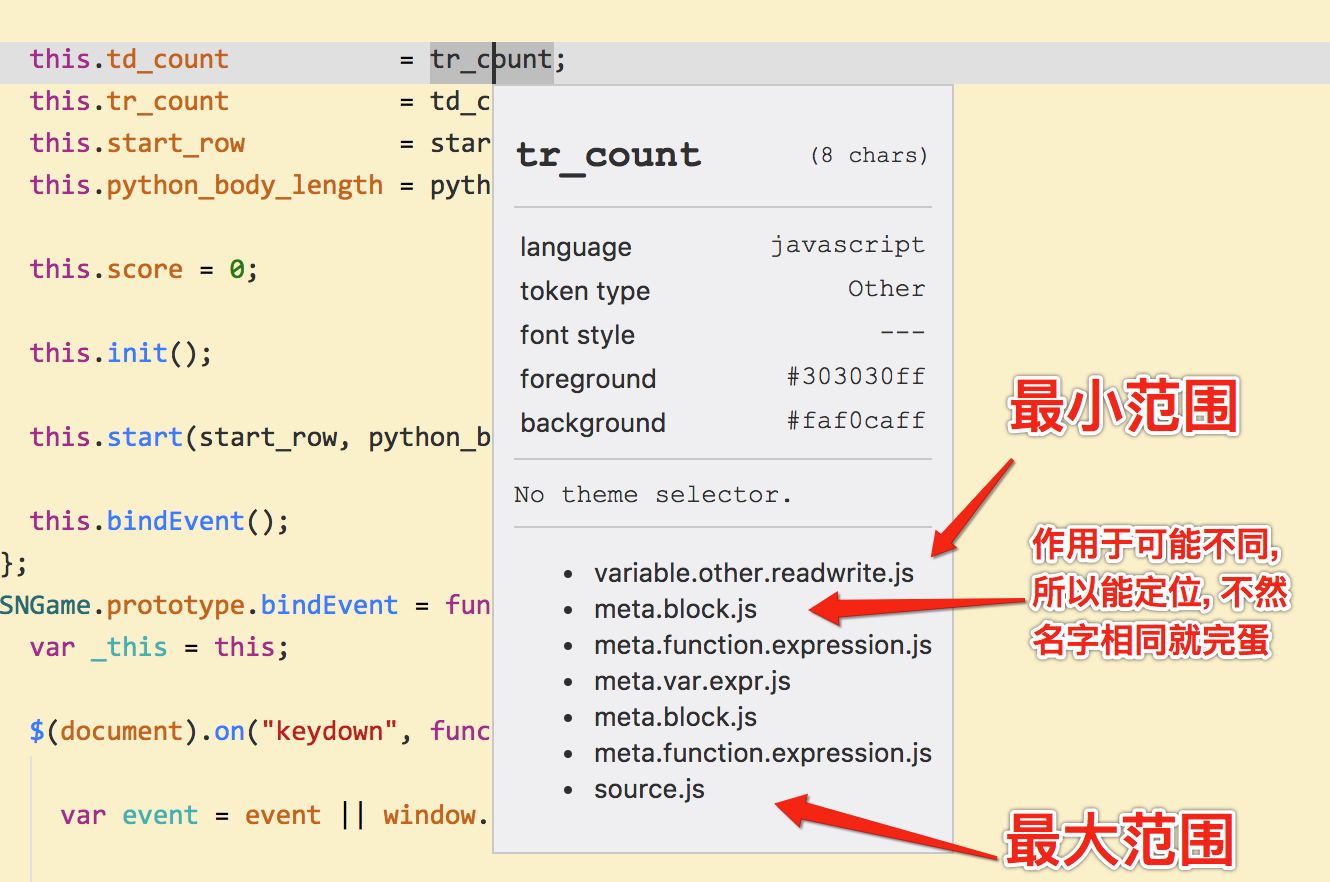 this.td_count = tr_count;
this.tr_count = td_c
this.start_row = star
this.python_body_length = pyth
this.score = 0;
this.init();
this.start(start_row, python_b
this.bindEvent();
};
SNGame.prototype.bindEvent = fun
var _this = this;
$(document).on("keydown", func
var event = event || window.
tr_count (8 chars)
language javascript
token type Other
font style ---
foreground #303030ff
background #faf0caff
No theme selector.
• variable.other.readwrite.js
• meta.block.js
• meta.function.expression.js
• meta.var.expr.js
• meta.block.js
• meta.function.expression.js
• source.js
最小范围
作用于可能不同,
所以能定位, 不然
名字相同就完蛋
最大范围